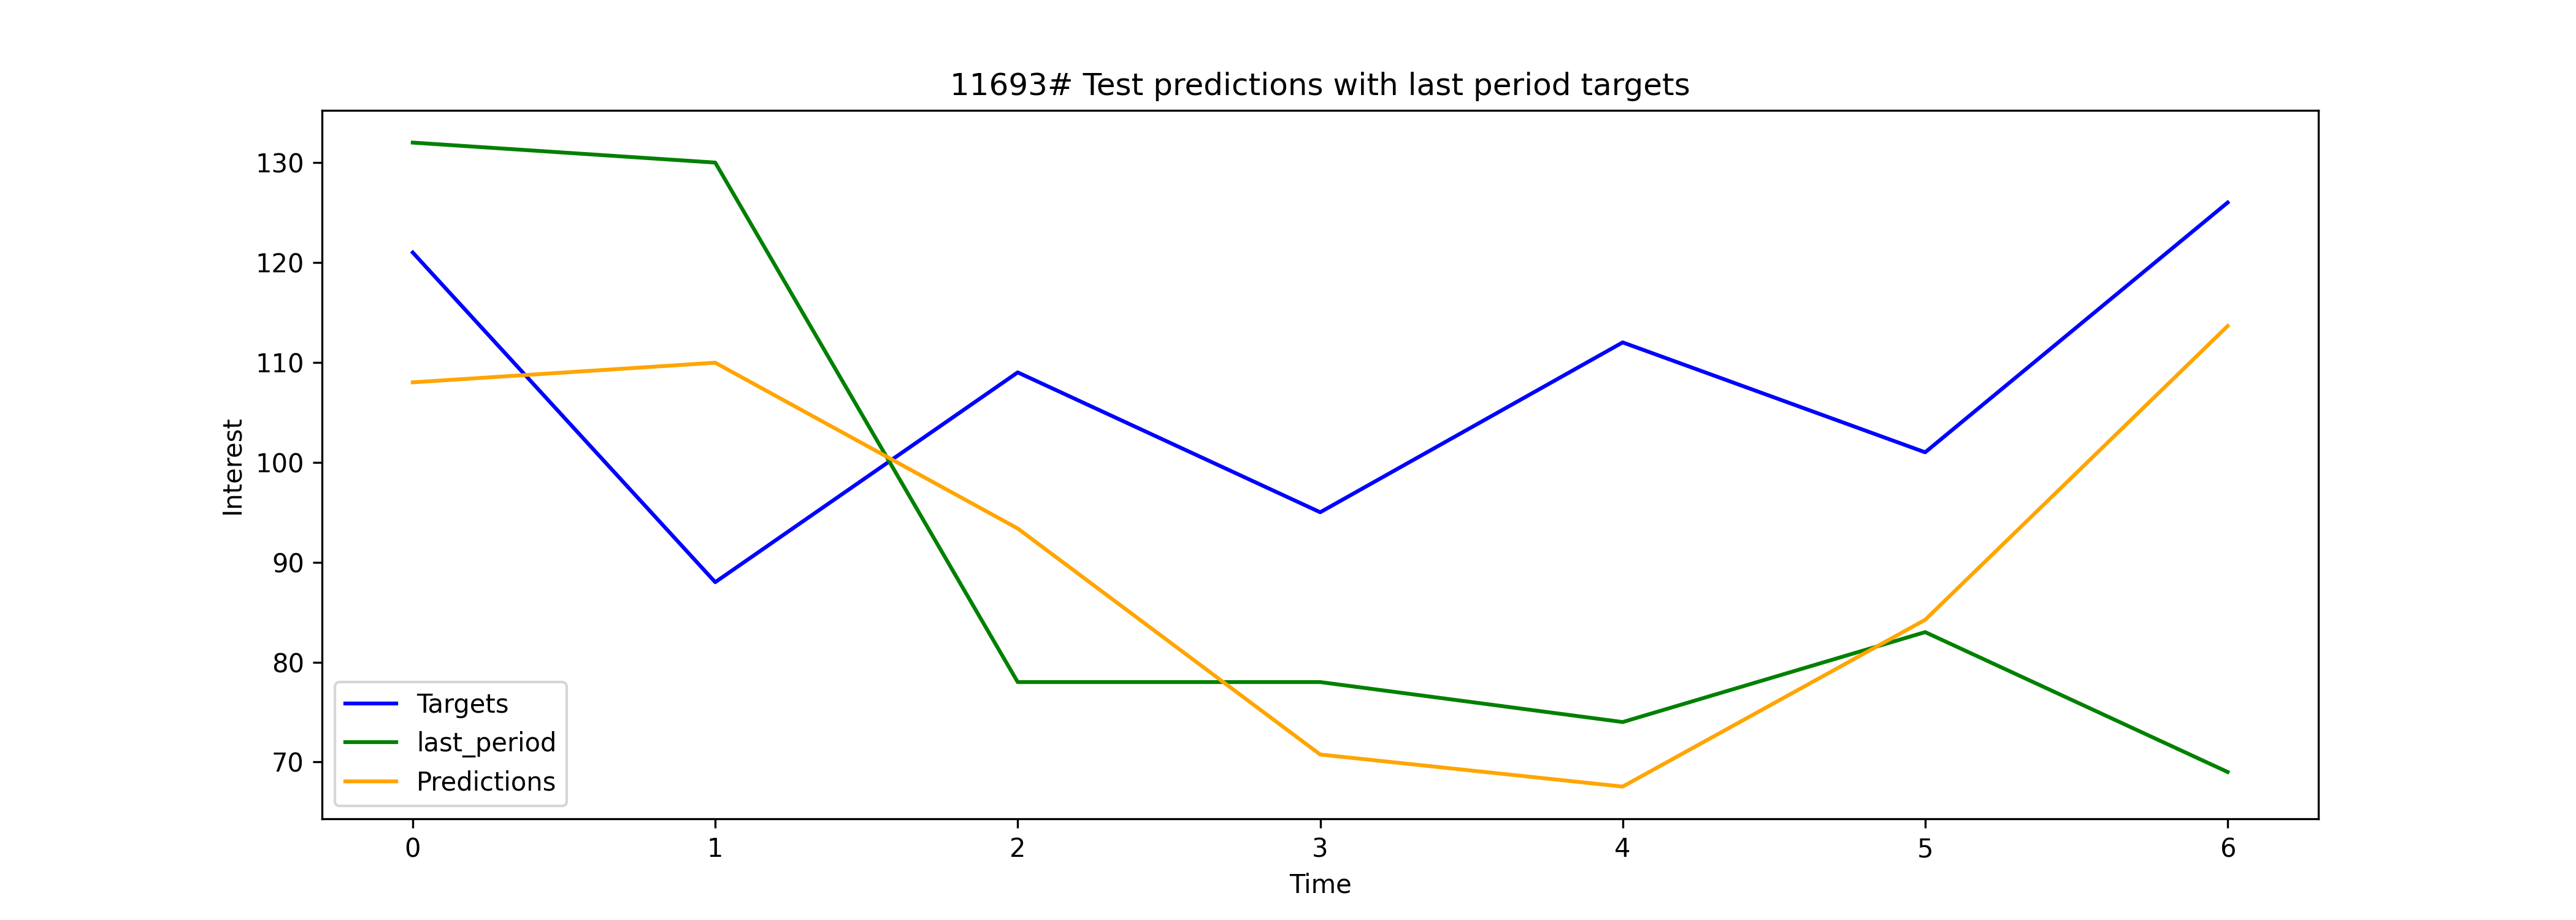 11693# Test predictions with last period targets
130
120
110
100
90
80
70
Interest
Targets
last_period
Predictions
0 1 2 3 4 5 6
Time